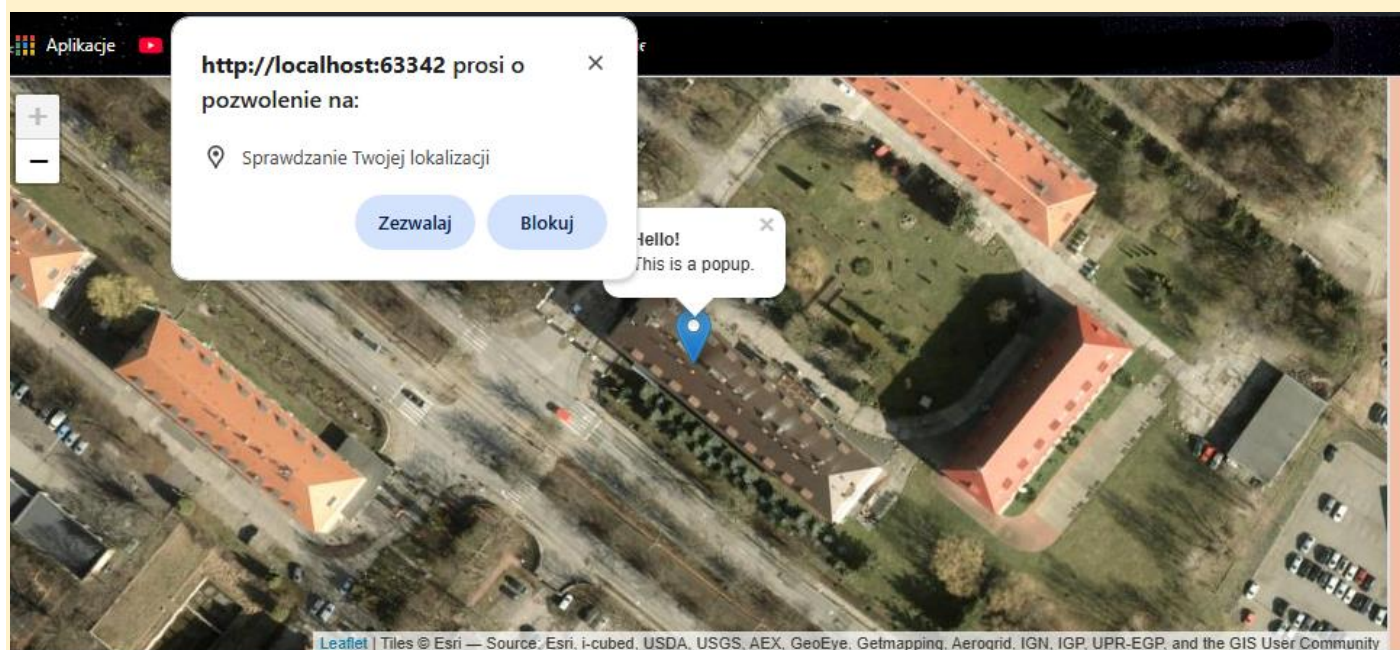 Aplikacje
http://localhost:63342 prosi o
pozwolenie na:
Sprawdzanie Twojej lokalizacji
Zezwalaj Blokuj
+
−
Hello!
This is a popup.
Leaflet | Tiles © Esri — Source: Esri, i-cubed, USDA, USGS, AEX, GeoEye, Getmapping, Aerogrid, IGN, IGP, UPR-EGP, and the GIS User Community